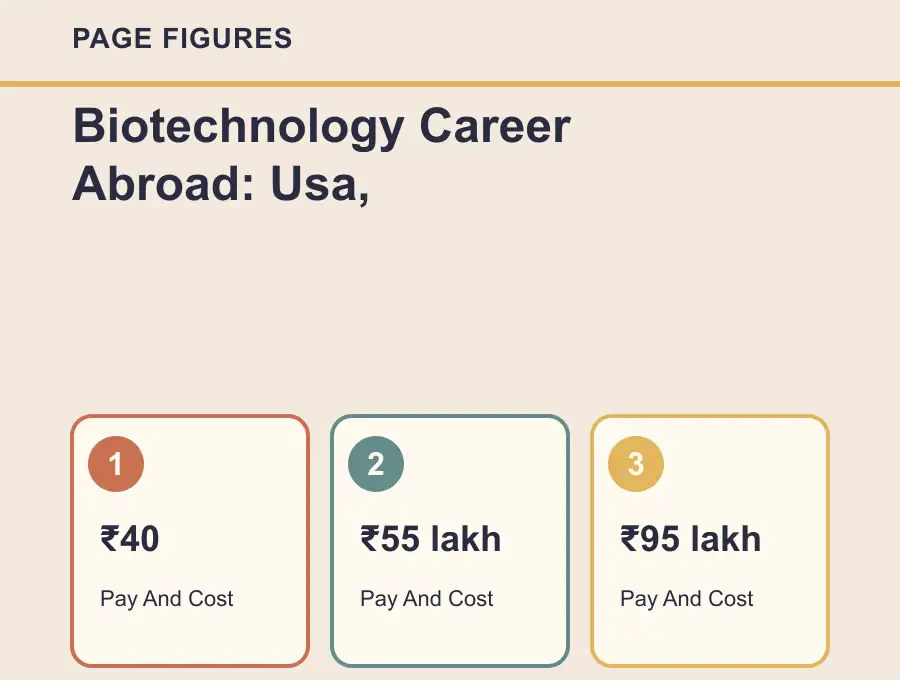 PAGE FIGURES
Biotechnology Career
Abroad: Usa,
1
2
3
₹40
₹55 lakh
₹95 lakh
Pay And Cost
Pay And Cost
Pay And Cost